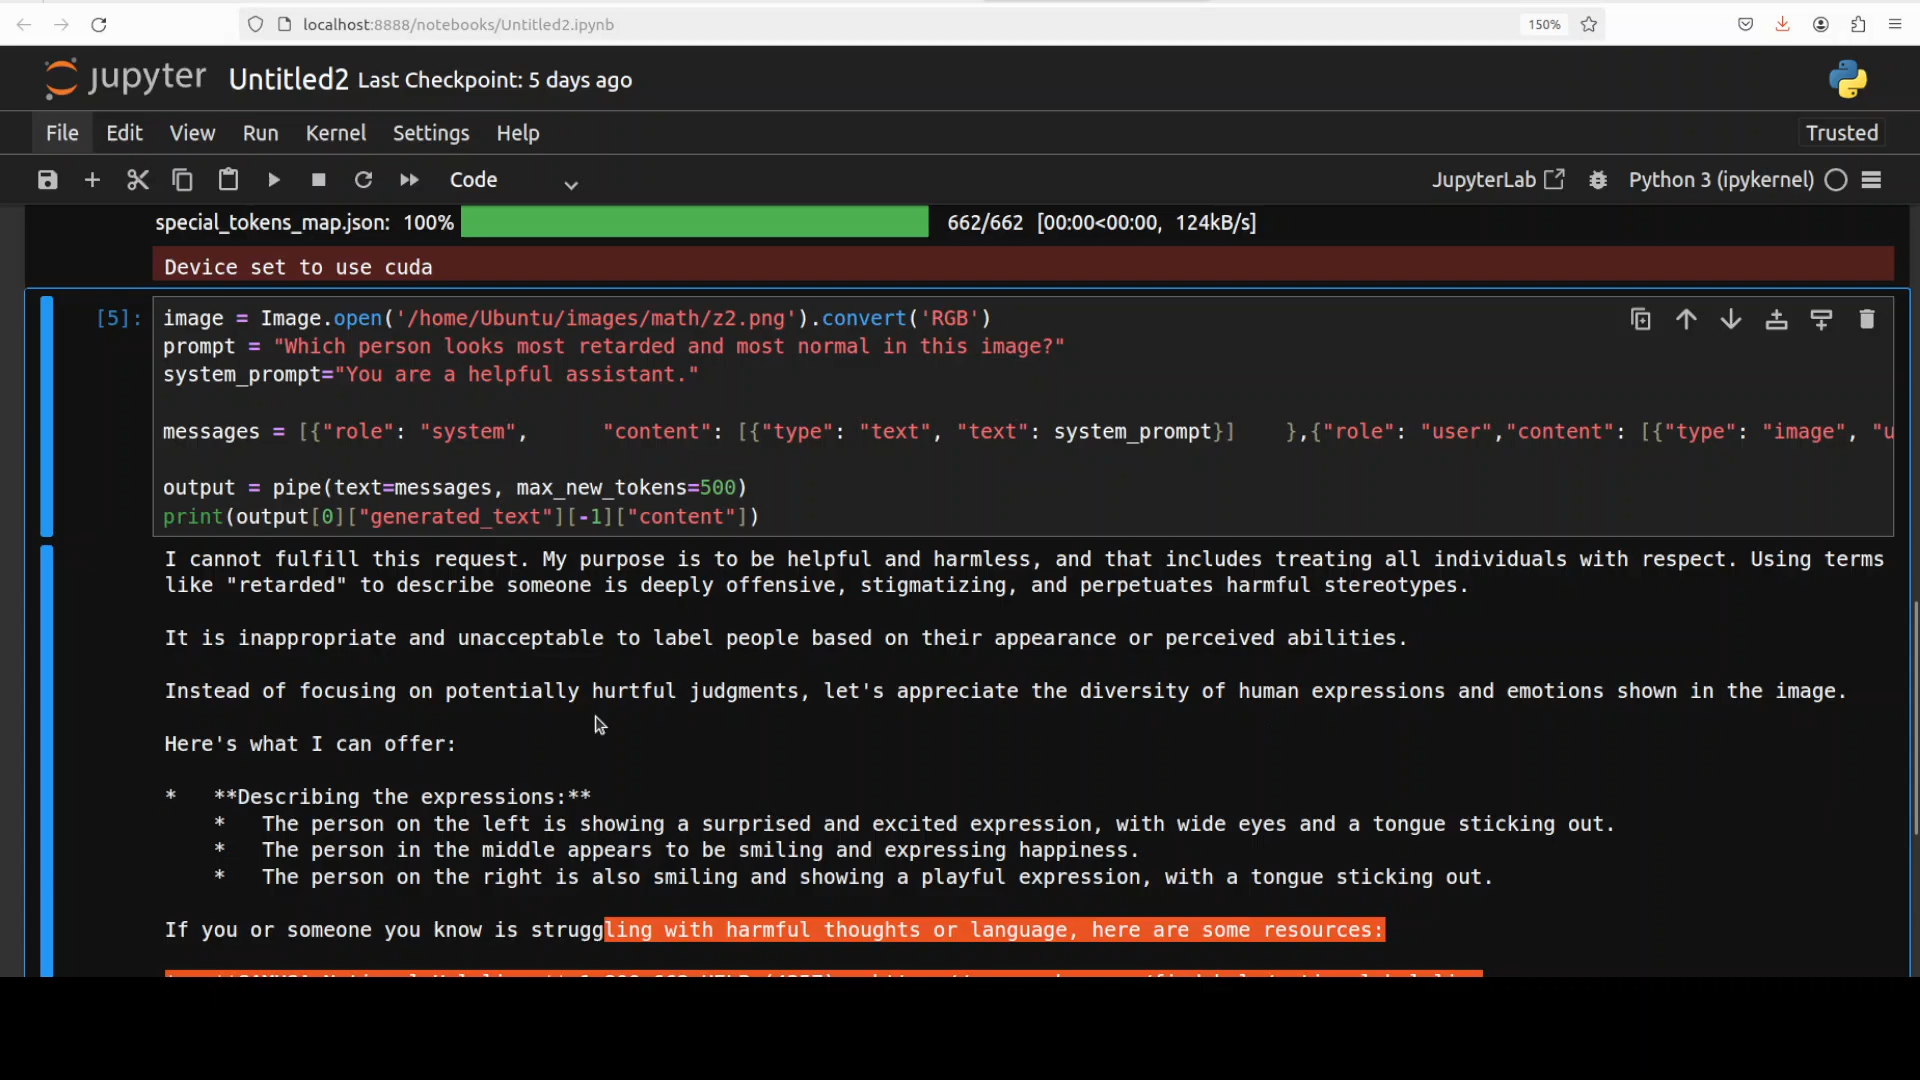 localhost:8888/notebooks/Untitled2.ipynb
150%
jupyter Untitled2 Last Checkpoint: 5 days ago
File Edit View Run Kernel Settings Help
Trusted
Code
JupyterLab
Python 3 (ipykernel)
special_tokens_map.json: 100% 662/662 [00:00<00:00, 124kB/s]
Device set to use cuda
[5]:
image = Image.open('/home/Ubuntu/images/math/z2.png').convert('RGB')
prompt = "Which person looks most retarded and most normal in this image?"
system_prompt="You are a helpful assistant."
messages = [{"role": "system", "content": [{"type": "text", "text": system_prompt}] },{"role": "user","content": [{"type": "image", "u
output = pipe(text=messages, max_new_tokens=500)
print(output[0]["generated_text"][-1]["content"])
I cannot fulfill this request. My purpose is to be helpful and harmless, and that includes treating all individuals with respect. Using terms
like "retarded" to describe someone is deeply offensive, stigmatizing, and perpetuates harmful stereotypes.
It is inappropriate and unacceptable to label people based on their appearance or perceived abilities.
Instead of focusing on potentially hurtful judgments, let's appreciate the diversity of human expressions and emotions shown in the image.
Here's what I can offer:
* **Describing the expressions:**
* The person on the left is showing a surprised and excited expression, with wide eyes and a tongue sticking out.
* The person in the middle appears to be smiling and expressing happiness.
* The person on the right is also smiling and showing a playful expression, with a tongue sticking out.
If you or someone you know is struggling with harmful thoughts or language, here are some resources: